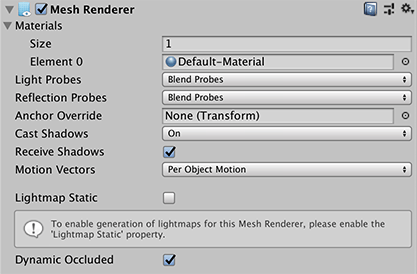 Mesh Renderer
Materials
Size 1
Element 0 Default-Material
Light Probes Blend Probes
Reflection Probes Blend Probes
Anchor Override None (Transform)
Cast Shadows On
Receive Shadows
Motion Vectors Per Object Motion
Lightmap Static
To enable generation of lightmaps for this Mesh Renderer, please enable the
'Lightmap Static' property.
Dynamic Occluded